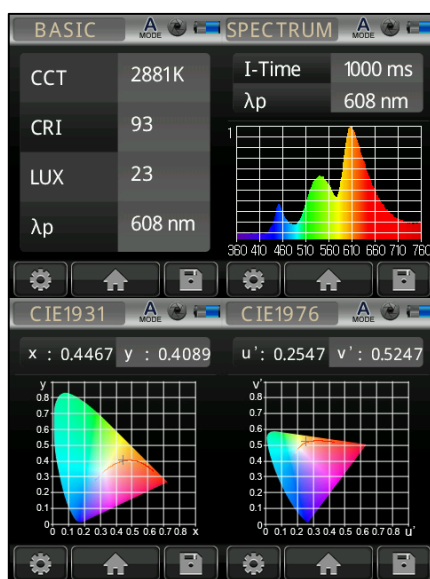 BASIC
A
MODE
CCT 2881K
CRI 93
LUX 23
λp 608 nm
SPECTRUM
A
MODE
I-Time 1000 ms
λp 608 nm
1
0
360 410 460 510 560 610 660 710 760
CIE1931
A
MODE
x : 0.4467 y : 0.4089
y
0.8
0.7
0.6
0.5
0.4
0.3
0.2
0.1
0
0 0.1 0.2 0.3 0.4 0.5 0.6 0.7 0.8 x
CIE1976
A
MODE
u': 0.2547 v': 0.5247
v'
0.8
0.7
0.6
0.5
0.4
0.3
0.2
0.1
0
0 0.1 0.2 0.3 0.4 0.5 0.6 0.7 0.8 u'